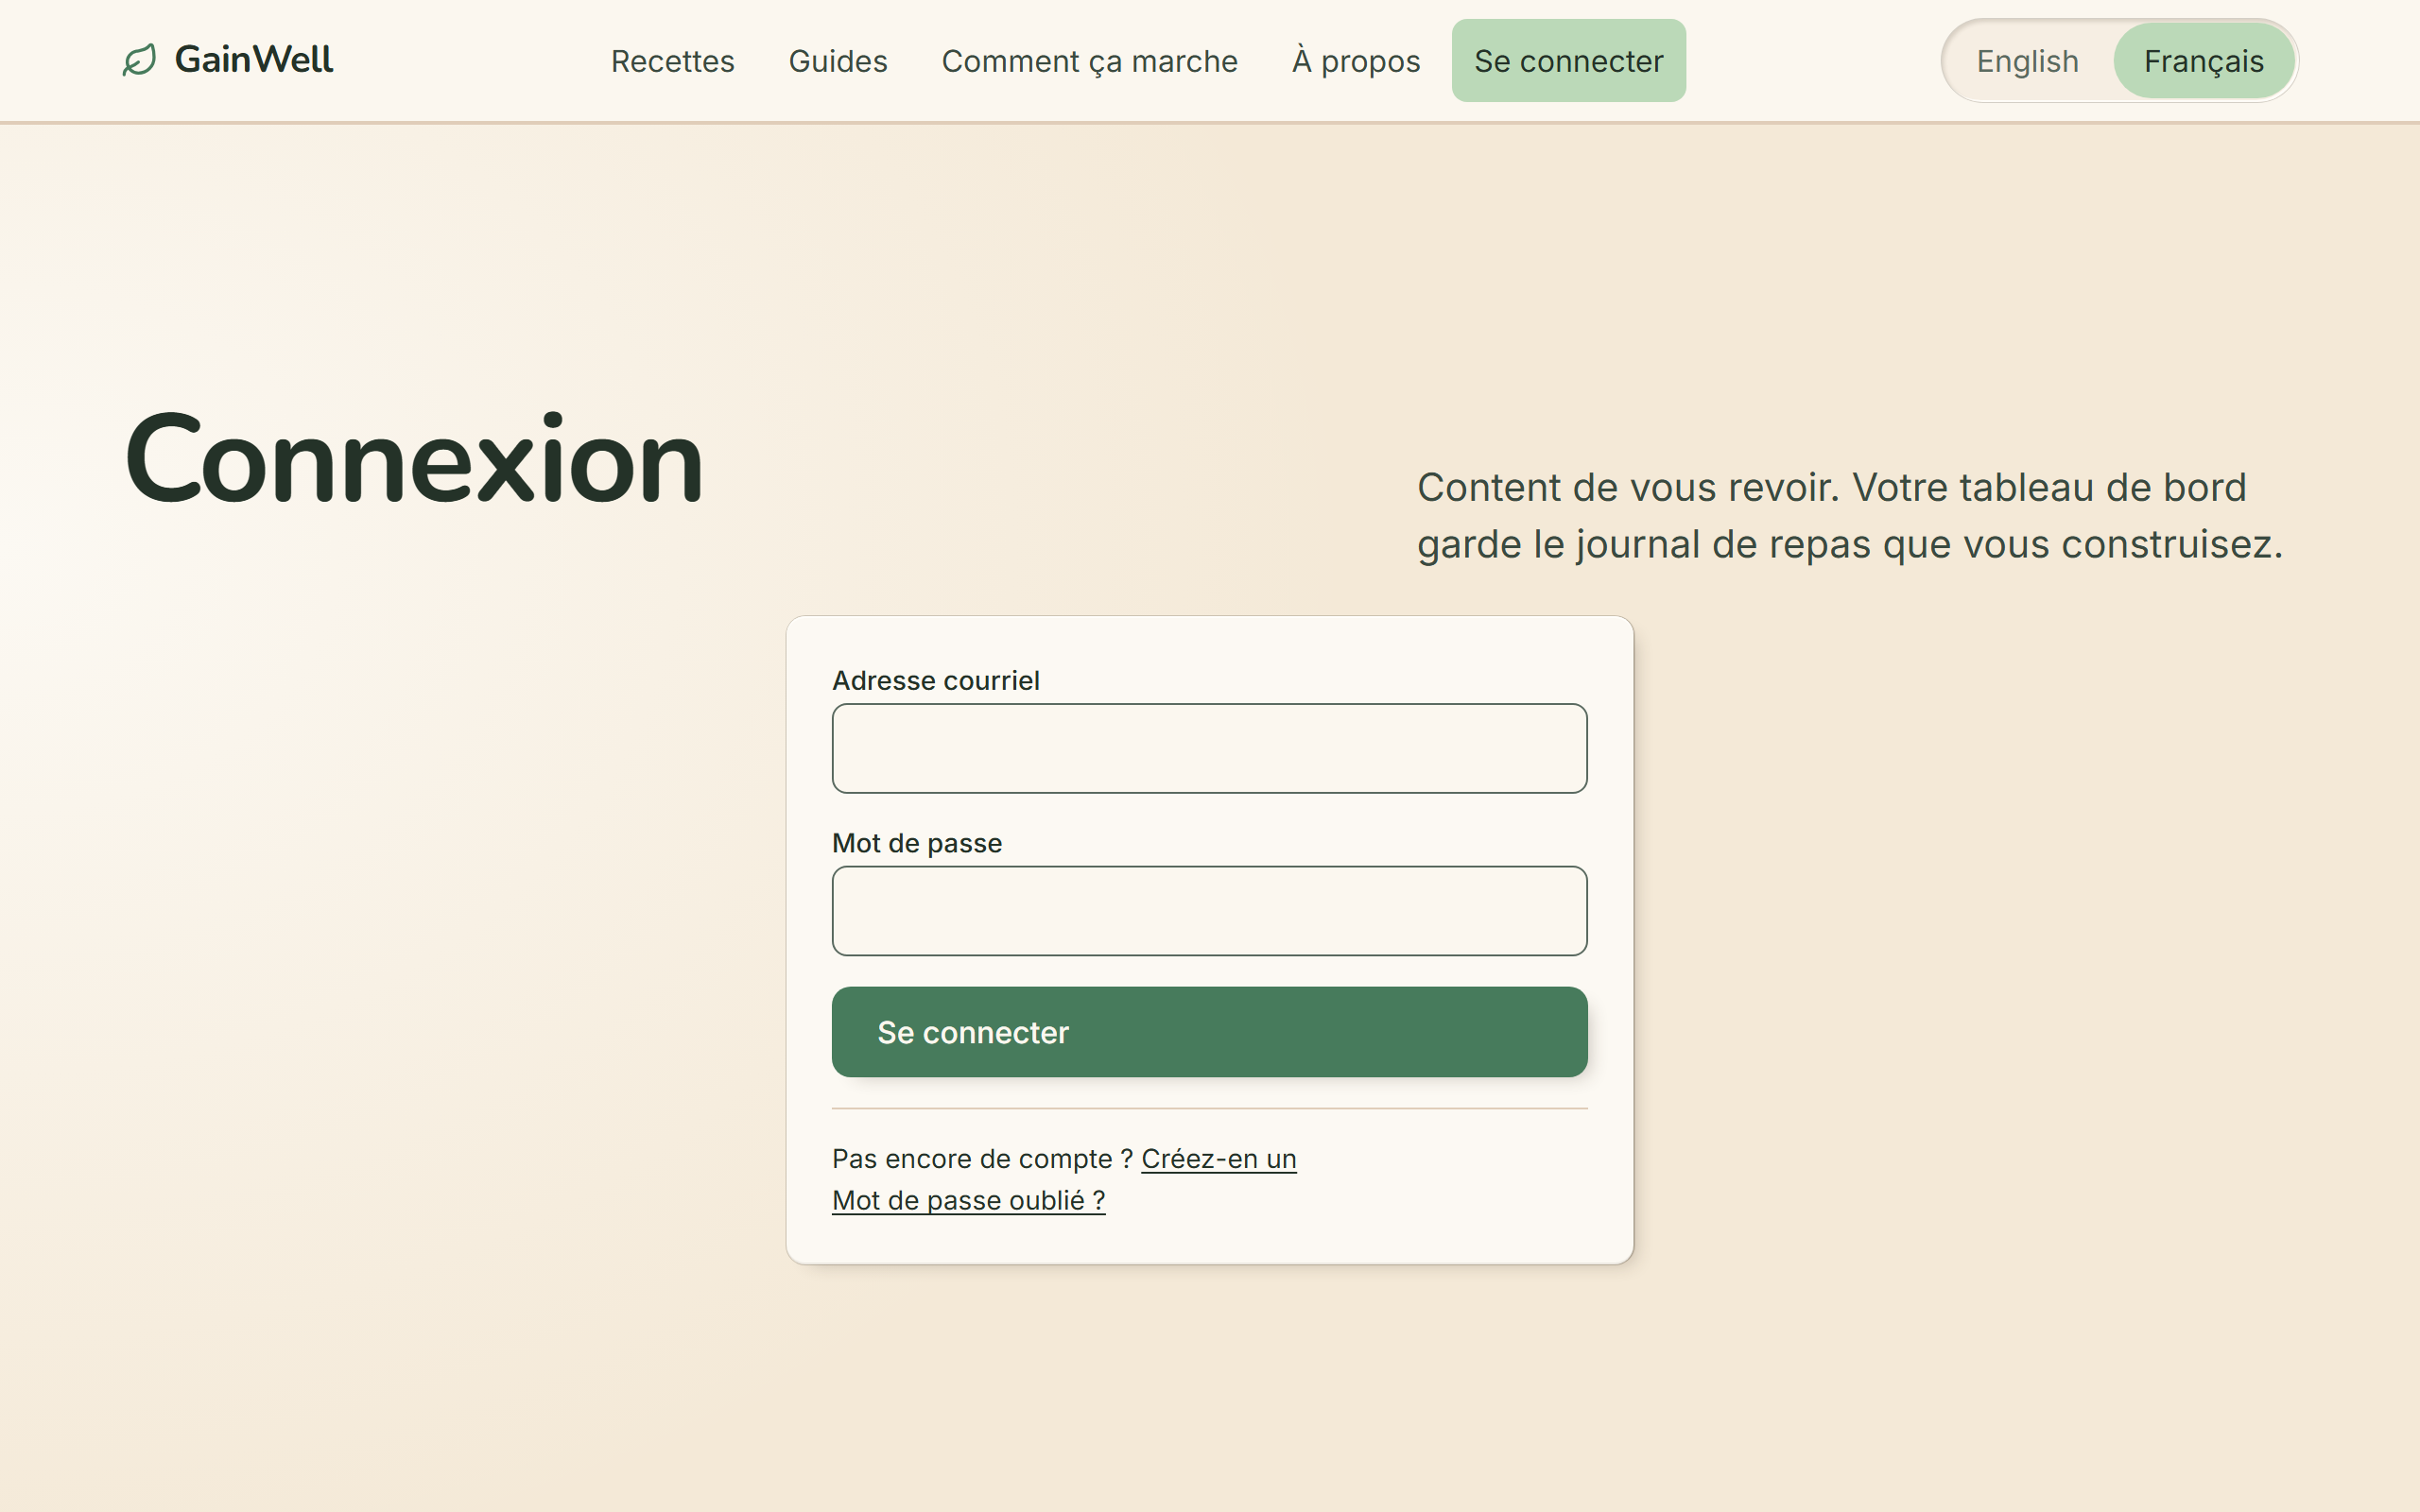 GainWell
Recettes
Guides
Comment ça marche
À propos
Se connecter
English
Français
Connexion
Content de vous revoir. Votre tableau de bord
garde le journal de repas que vous construisez.
Adresse courriel
Mot de passe
Se connecter
Pas encore de compte ? Créez-en un
Mot de passe oublié ?